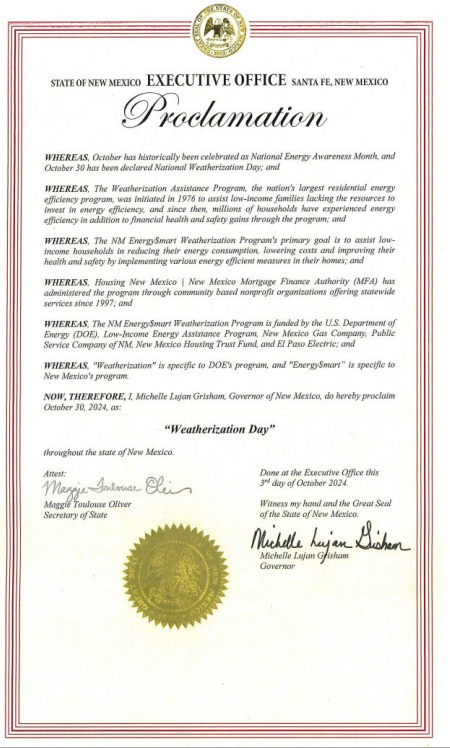 STATE OF NEW MEXICO EXECUTIVE OFFICE SANTA FE, NEW MEXICO
Proclamation
WHEREAS, October has historically been celebrated as National Energy Awareness Month, and
October 30 has been declared National Weatherization Day; and
WHEREAS, The Weatherization Assistance Program, the nation's largest residential energy
efficiency program, was initiated in 1976 to assist low-income families lacking the resources to
invest in energy efficiency, and since then, millions of households have experienced energy
efficiency in addition to financial health and safety gains through the program; and
WHEREAS, The NM Energy$mart Weatherization Program's primary goal is to assist low-
income households in reducing their energy consumption, lowering costs and improving their
health and safety by implementing various energy efficient measures in their homes; and
WHEREAS, Housing New Mexico | New Mexico Mortgage Finance Authority (MFA) has
administered the program through community based nonprofit organizations offering statewide
services since 1997; and
WHEREAS, The NM Energy$mart Weatherization Program is funded by the U.S. Department of
Energy (DOE), Low-Income Energy Assistance Program, New Mexico Gas Company, Public
Service Company of NM, New Mexico Housing Trust Fund, and El Paso Electric; and
WHEREAS, "Weatherization" is specific to DOE's program, and "Energy$mart" is specific to
New Mexico's program.
NOW, THEREFORE, I, Michelle Lujan Grisham, Governor of New Mexico, do hereby proclaim
October 30, 2024, as:
"Weatherization Day"
throughout the state of New Mexico.
Attest:
Maggie Toulouse Oliver
Maggie Toulouse Oliver
Secretary of State
Done at the Executive Office this
3rd day of October 2024.
Witness my hand and the Great Seal
of the State of New Mexico.
Michelle Lujan Grisham
Michelle Lujan Grisham
Governor